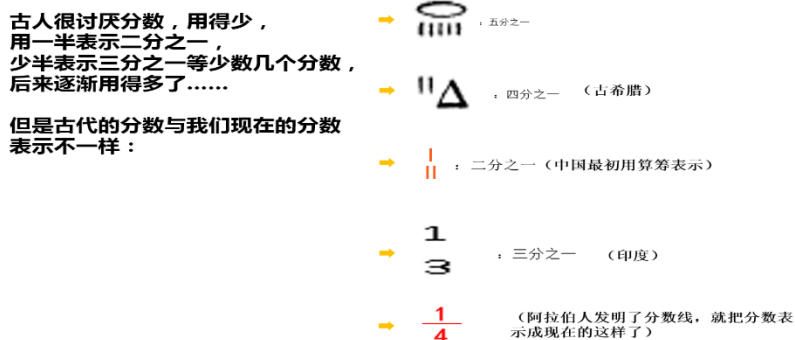 古人很讨厌分数，用得少，
用一半表示二分之一，
少半表示三分之一等少数几个分数，
后来逐渐用得多了……
但是古代的分数与我们现在的分数
表示不一样：
：五分之一
：四分之一 （古希腊）
：二分之一（中国最初用算筹表示）
1
3
：三分之一 （印度）
1
4
（阿拉伯人发明了分数线，就把分数表
示成现在的这样了）